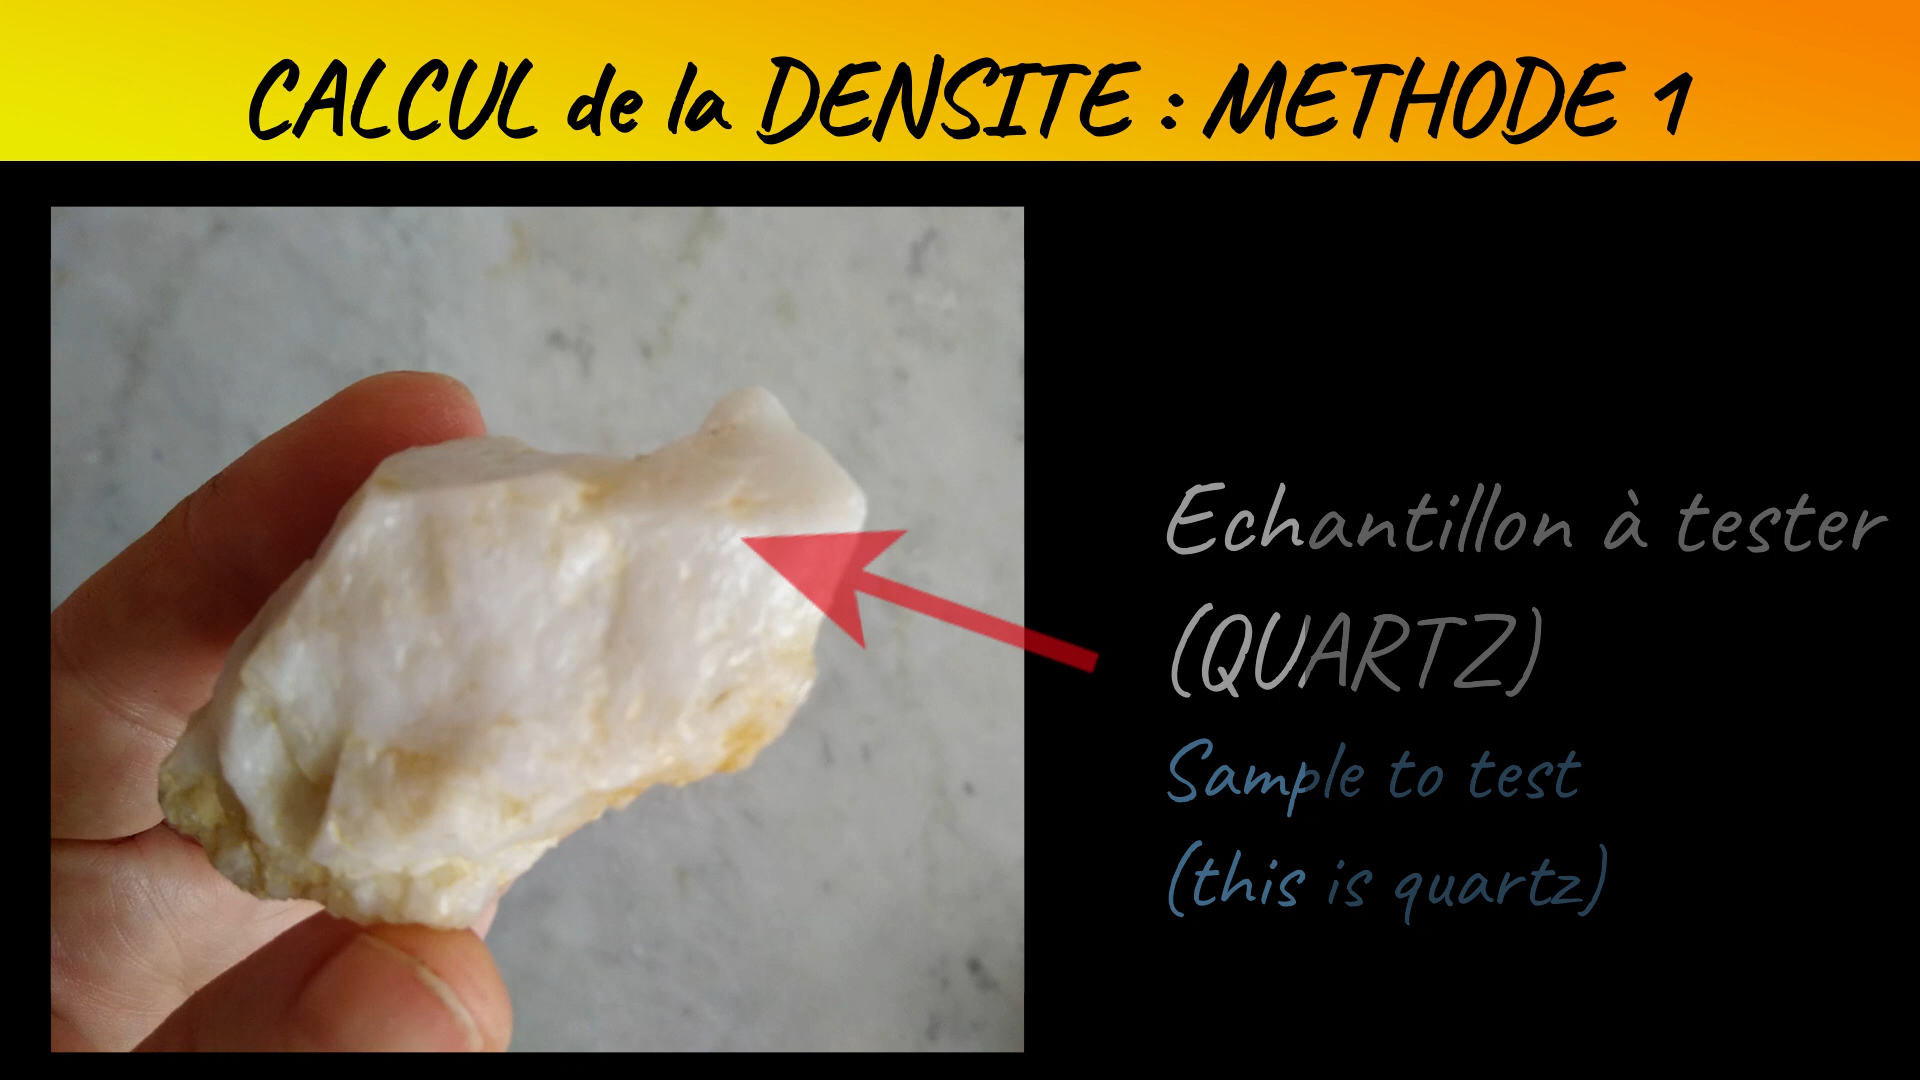 CALCUL de la DENSITE : METHODE 1
Echantillon à tester
(QUARTZ)
Sample to test
(this is quartz)